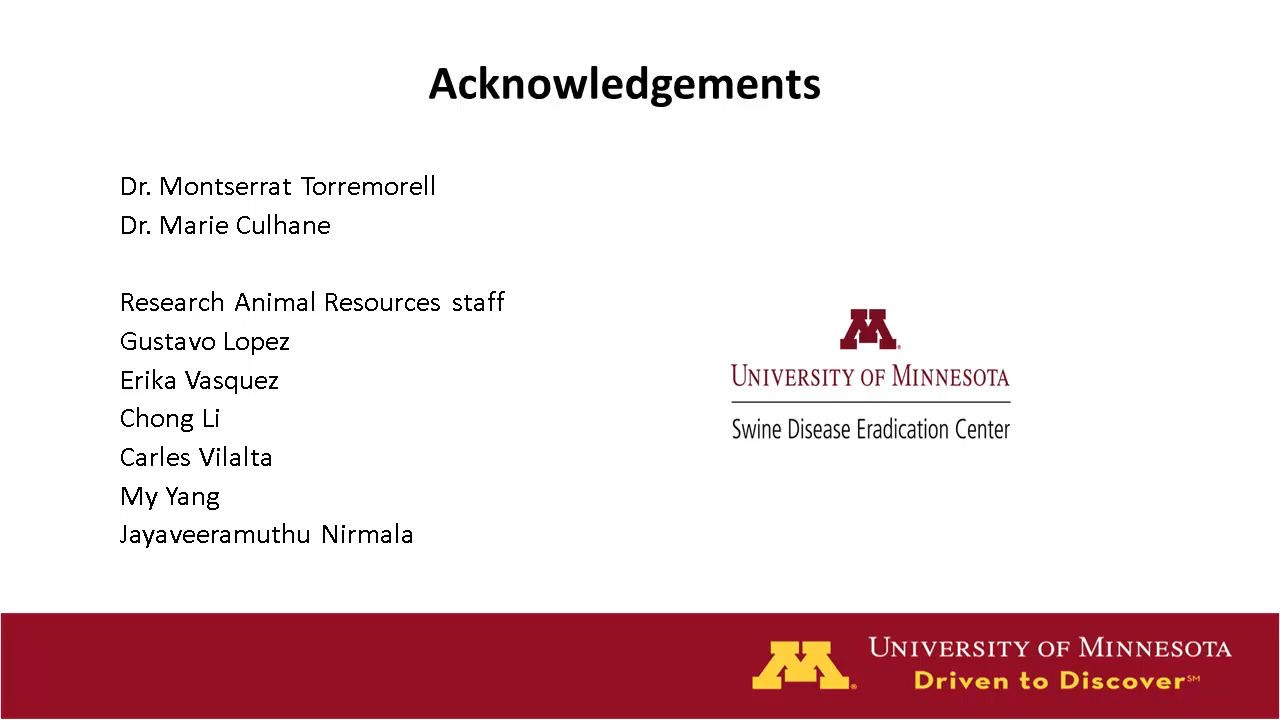 Acknowledgements
Dr. Montserrat Torremorell
Dr. Marie Culhane
Research Animal Resources staff
Gustavo Lopez
Erika Vasquez
Chong Li
Carles Vilalta
My Yang
Jayaveeramuthu Nirmala
M®
UNIVERSITY OF MINNESOTA
Swine Disease Eradication Center
M®
UNIVERSITY OF MINNESOTA
Driven to Discover℠